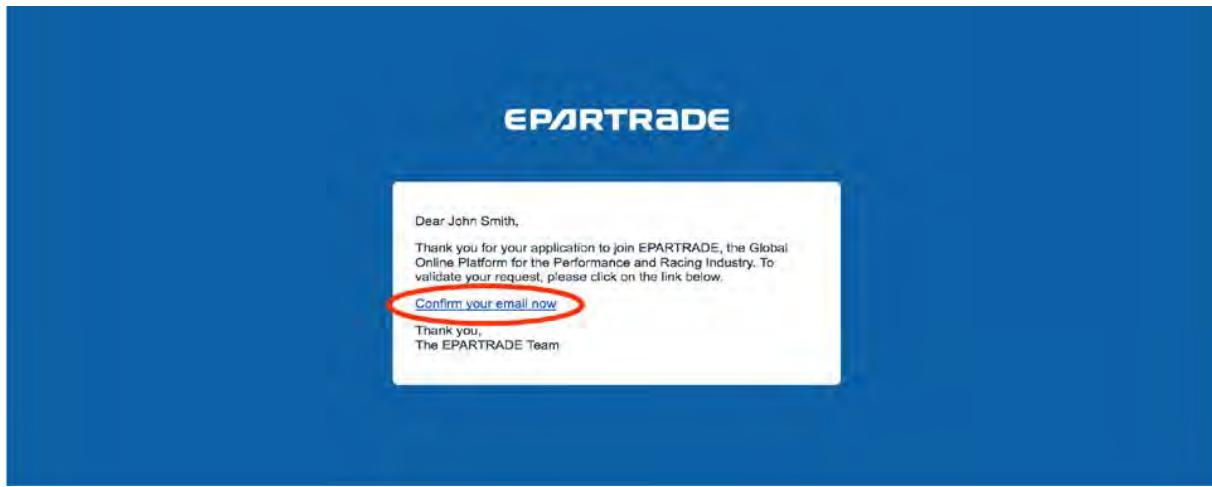 EPARTRADE
Dear John Smith,
Thank you for your application to join EPARTRADE, the Global
Online Platform for the Performance and Racing Industry. To
validate your request, please click on the link below.
Confirm your email now
Thank you,
The EPARTRADE Team